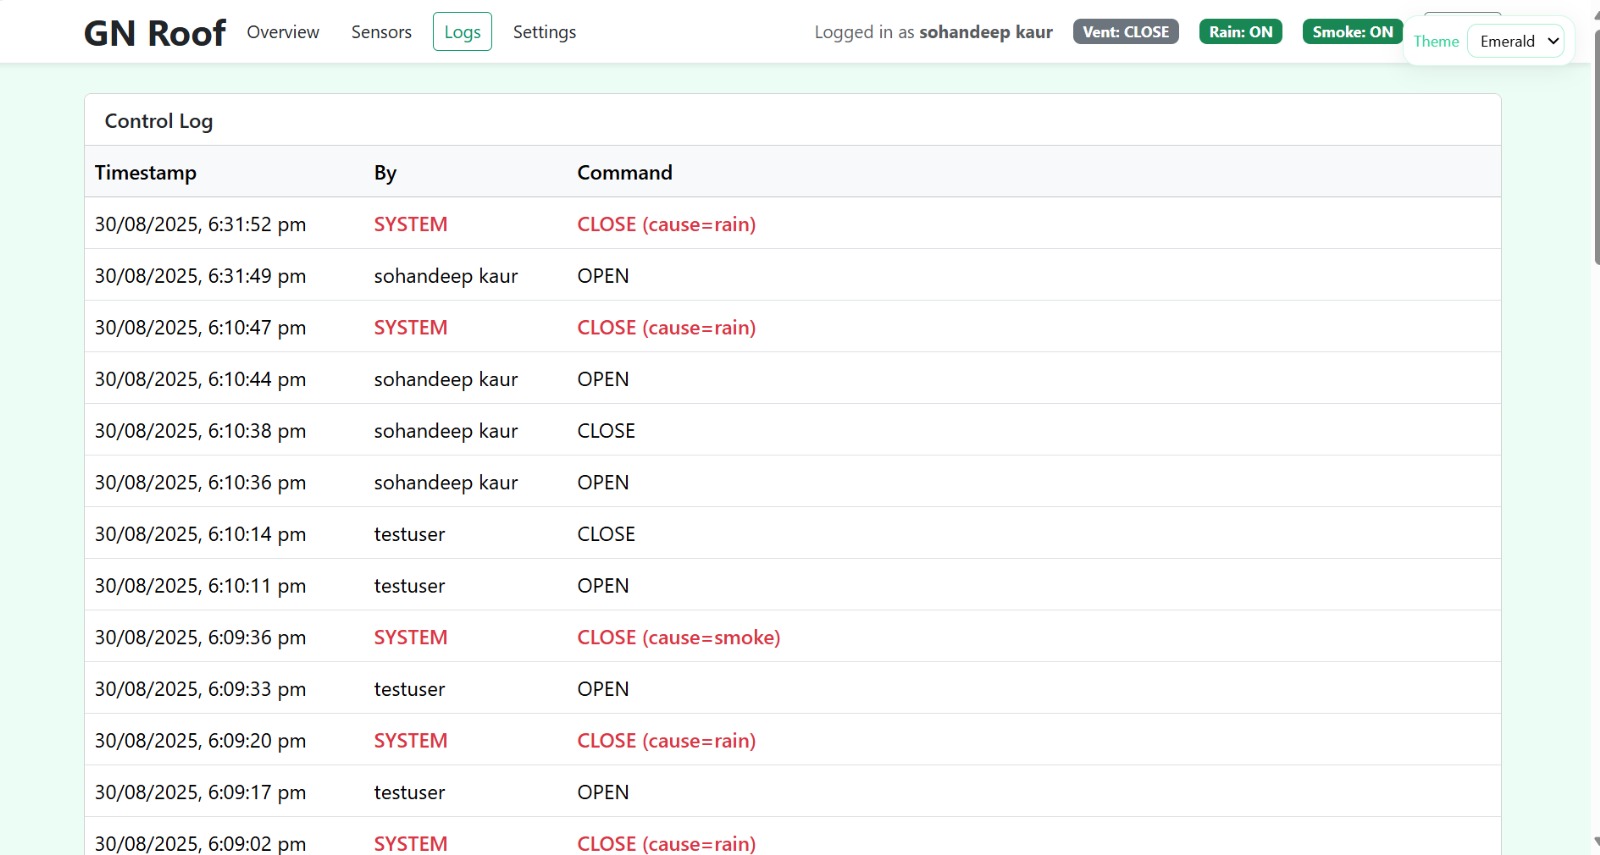 GN Roof Overview Sensors Logs Settings Logged in as sohandeep kaur Vent: CLOSE Rain: ON Smoke: ON Theme Emerald
Control Log
Timestamp By Command
30/08/2025, 6:31:52 pm SYSTEM CLOSE (cause=rain)
30/08/2025, 6:31:49 pm sohandeep kaur OPEN
30/08/2025, 6:10:47 pm SYSTEM CLOSE (cause=rain)
30/08/2025, 6:10:44 pm sohandeep kaur OPEN
30/08/2025, 6:10:38 pm sohandeep kaur CLOSE
30/08/2025, 6:10:36 pm sohandeep kaur OPEN
30/08/2025, 6:10:14 pm testuser CLOSE
30/08/2025, 6:10:11 pm testuser OPEN
30/08/2025, 6:09:36 pm SYSTEM CLOSE (cause=smoke)
30/08/2025, 6:09:33 pm testuser OPEN
30/08/2025, 6:09:20 pm SYSTEM CLOSE (cause=rain)
30/08/2025, 6:09:17 pm testuser OPEN
30/08/2025, 6:09:02 pm SYSTEM CLOSE (cause=rain)